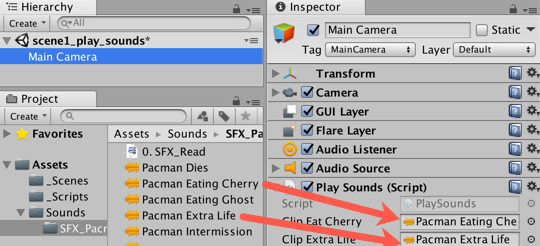 Hierarchy
Create All
scene1_play_sounds*
Main Camera
Project
Create
Favorites
Assets
_Scenes
_Scripts
Sounds
SFX_Pacr
Assets Sounds SFX_Pa
0. SFX_Read
Pacman Dies
Pacman Eating Cherry
Pacman Eating Ghost
Pacman Extra Life
Pacman Intermission
Inspector
Main Camera Static
Tag MainCamera Layer Default
Transform
Camera
GUI Layer
Flare Layer
Audio Listener
Audio Source
Play Sounds (Script)
Script PlaySounds
Clip Eat Cherry Pacman Eating Che
Clip Extra Life Pacman Extra Life